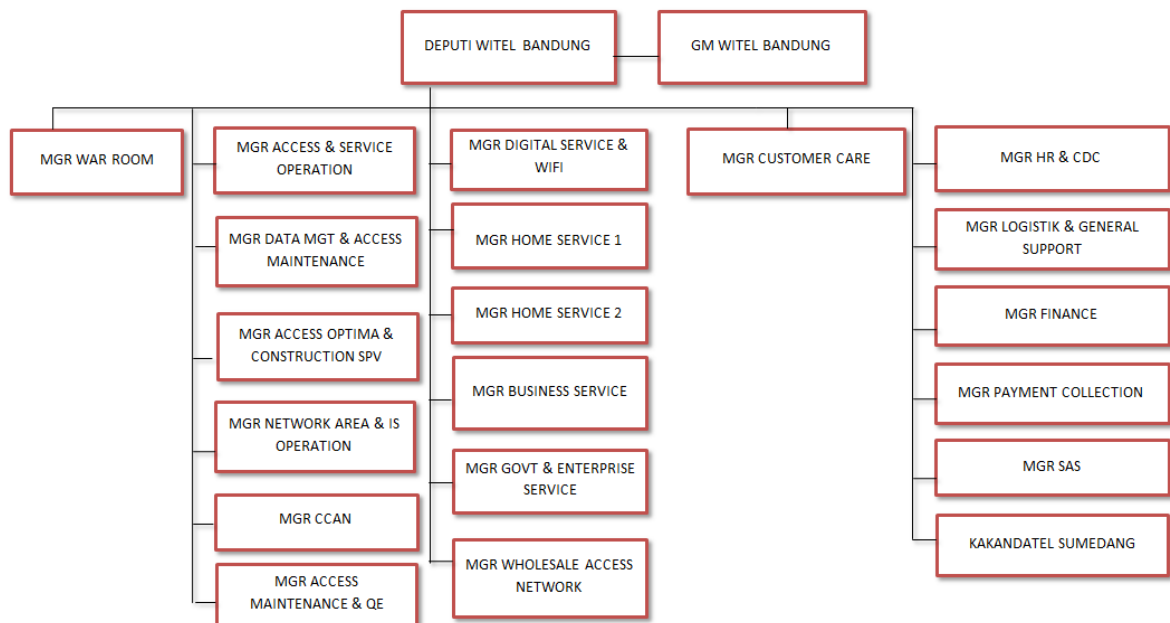 DEPUTI WITEL BANDUNG
GM WITEL BANDUNG
MGR WAR ROOM
MGR ACCESS & SERVICE
OPERATION
MGR DATA MGT & ACCESS
MAINTENANCE
MGR ACCESS OPTIMA &
CONSTRUCTION SPV
MGR NETWORK AREA & IS
OPERATION
MGR CCAN
MGR ACCESS
MAINTENANCE & QE
MGR DIGITAL SERVICE &
WIFI
MGR HOME SERVICE 1
MGR HOME SERVICE 2
MGR BUSINESS SERVICE
MGR GOVT & ENTERPRISE
SERVICE
MGR WHOLESALE ACCESS
NETWORK
MGR CUSTOMER CARE
MGR HR & CDC
MGR LOGISTIK & GENERAL
SUPPORT
MGR FINANCE
MGR PAYMENT COLLECTION
MGR SAS
KAKANDATEL SUMEDANG